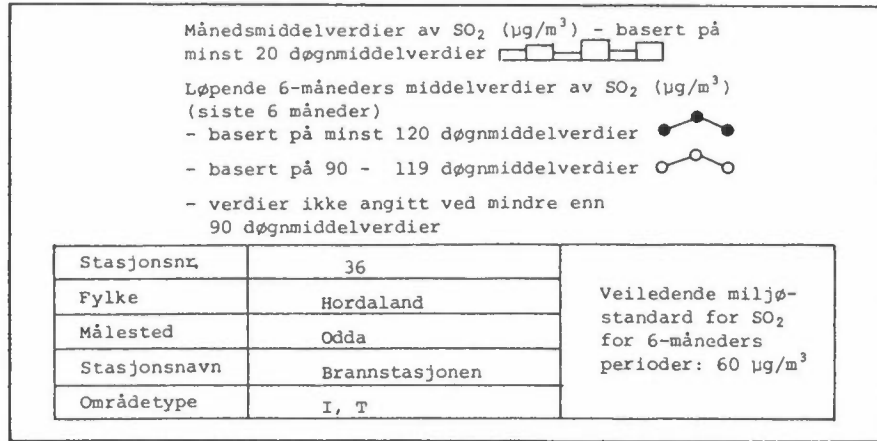 Månedsmiddelverdier av SO₂ (µg/m³) - basert på
minst 20 døgnmiddelverdier
Løpende 6-måneders middelverdier av SO₂ (µg/m³)
(siste 6 måneder)
- basert på minst 120 døgnmiddelverdier
- basert på 90 - 119 døgnmiddelverdier
- verdier ikke angitt ved mindre enn
90 døgnmiddelverdier
Stasjonsnr. 36
Fylke Hordaland
Målested Odda
Stasjonsnavn Brannstasjonen
Områdetype I, T
Veiledende miljø-
standard for SO₂
for 6-måneders
perioder: 60 µg/m³